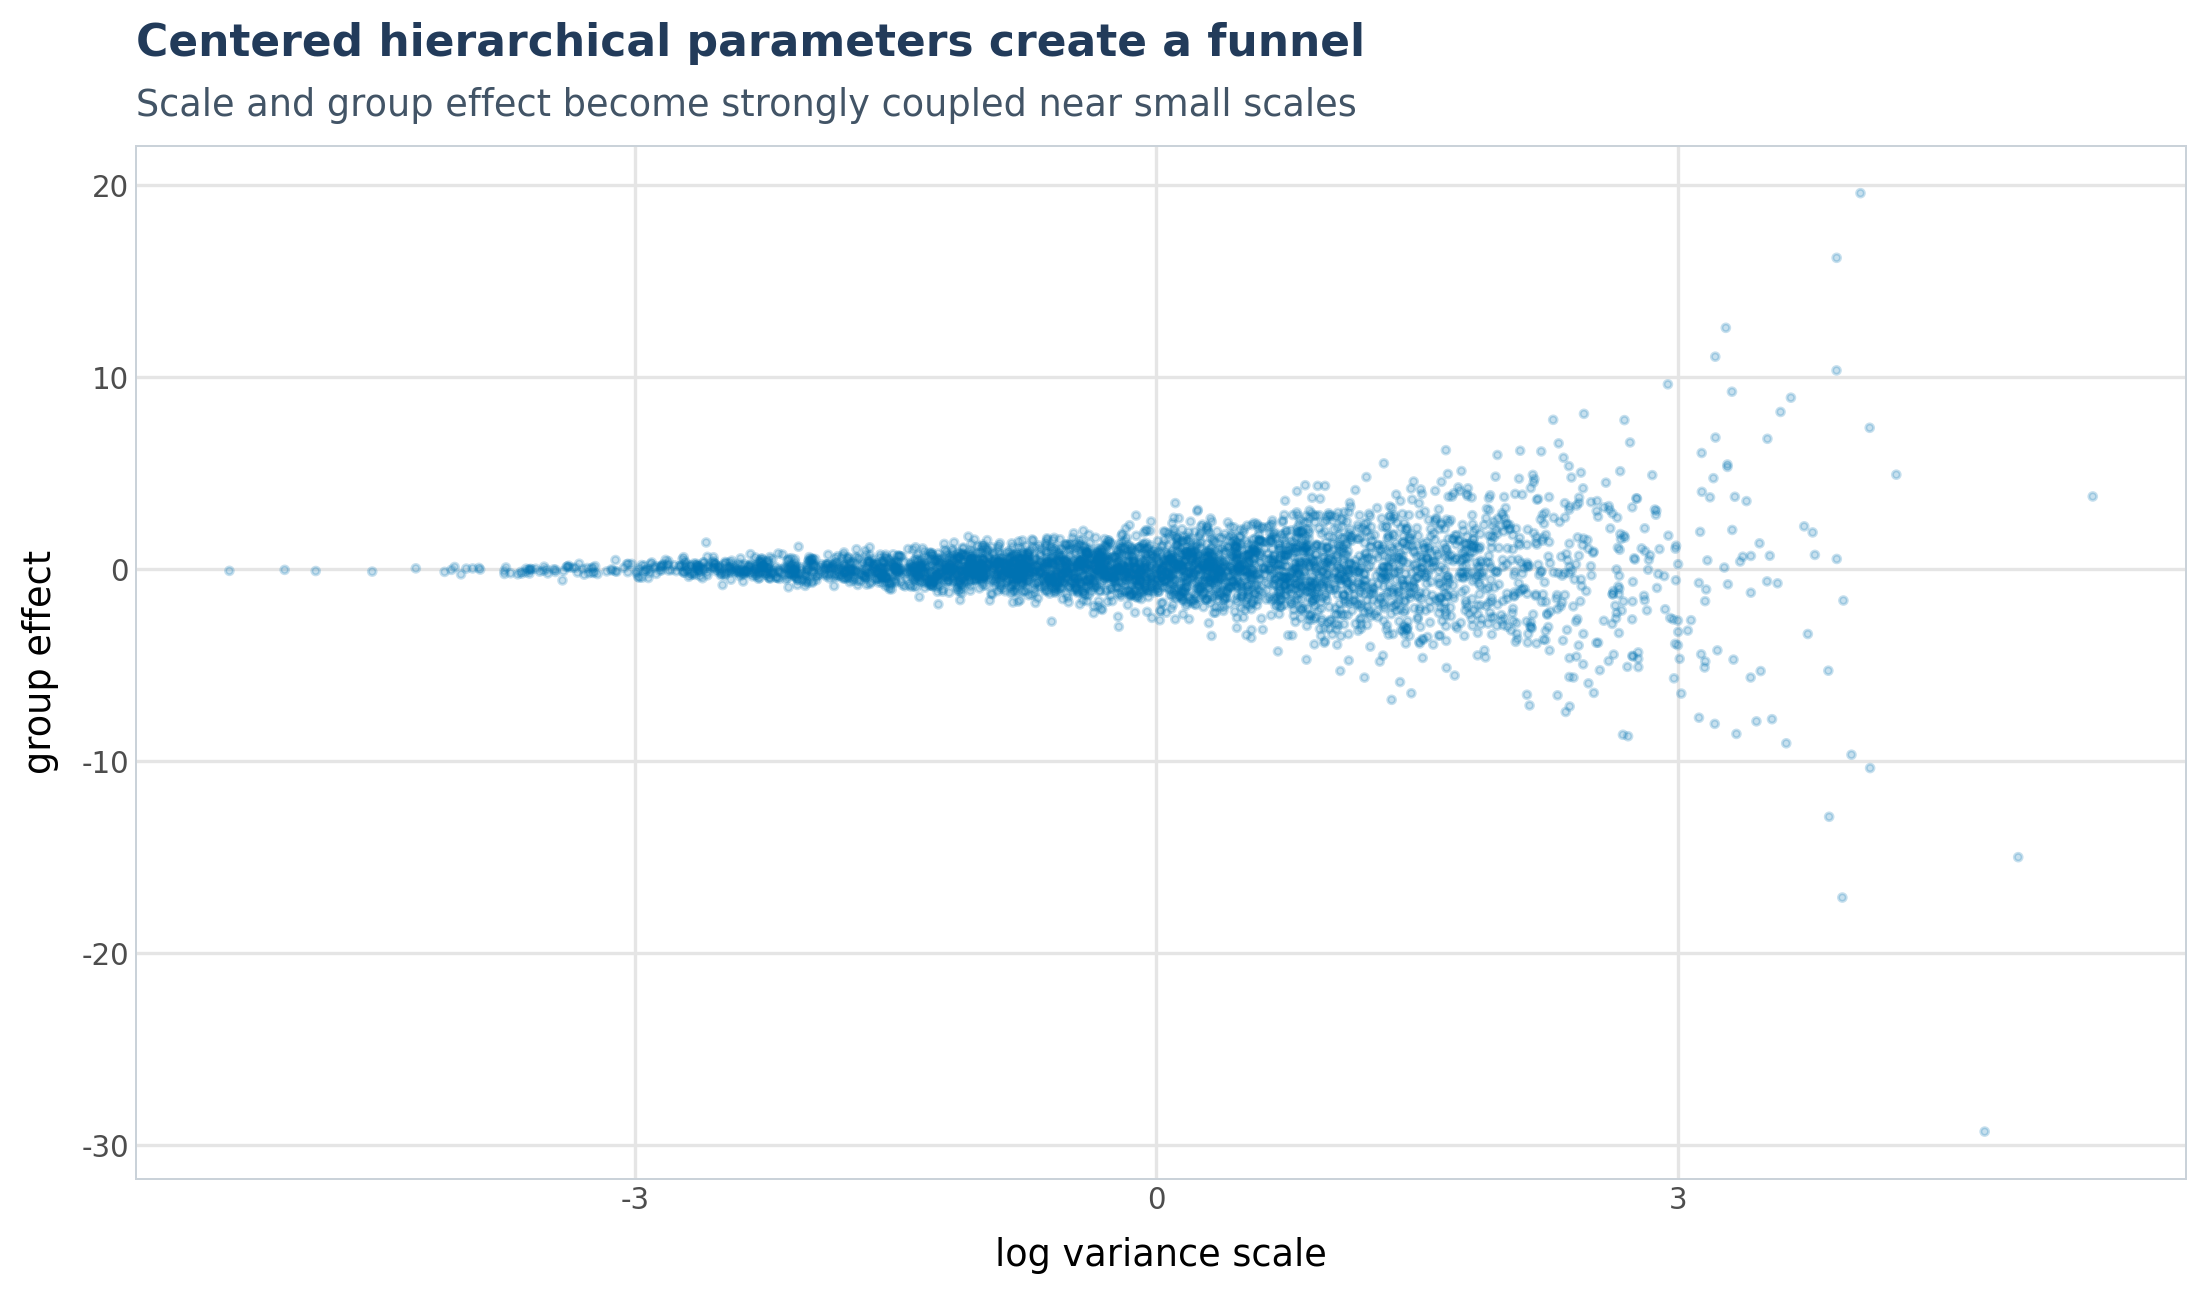 Centered hierarchical parameters create a funnel
Scale and group effect become strongly coupled near small scales
20
10
0
-10
-20
-30
group effect
-3
0
3
log variance scale